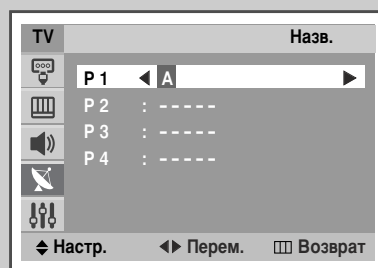 TV Назв.
P 1 ◀ A ▶
P 2 : - - - - -
P 3 : - - - - -
P 4 : - - - - -
Настр. Перем. Возврат